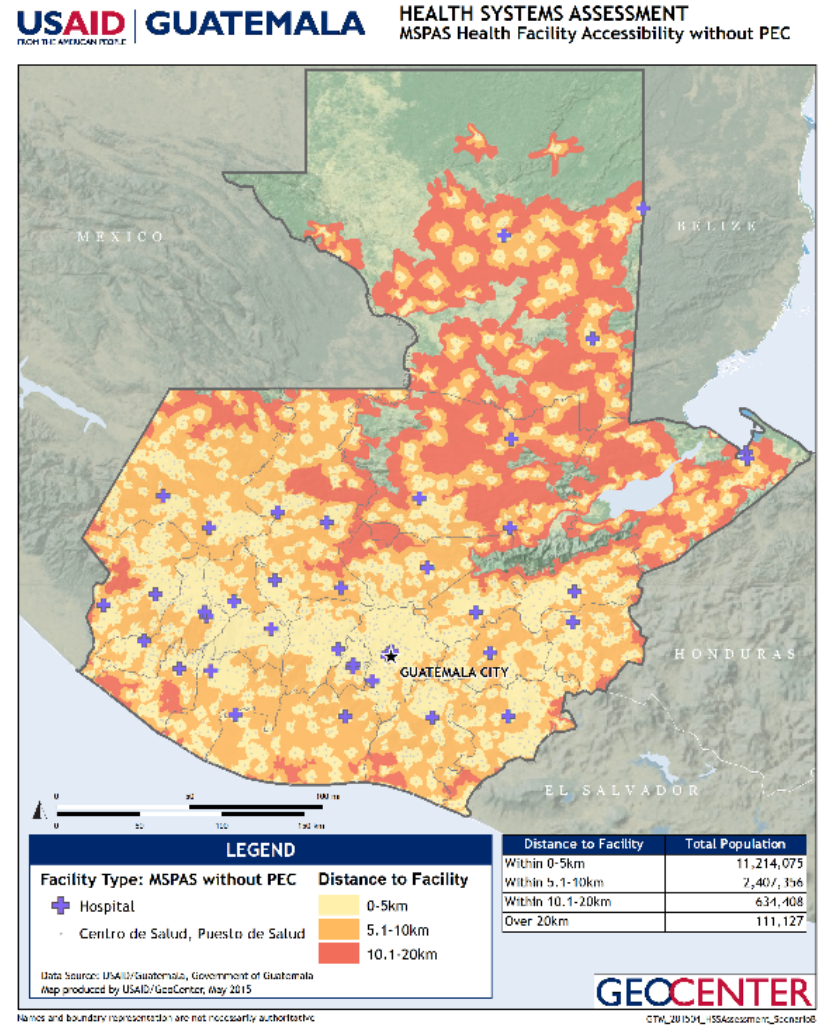 USAID | GUATEMALA
FROM THE AMERICAN PEOPLE
HEALTH SYSTEMS ASSESSMENT
MSPAS Health Facility Accessibility without PEC
MEXICO
BELIZE
GUATEMALA CITY
HONDURAS
EL SALVADOR
0 50 100 mi
0 50 100 150 km
LEGEND
Facility Type: MSPAS without PEC
Hospital
Centro de Salud, Puesto de Salud
Distance to Facility
0-5km
5.1-10km
10.1-20km
Data Source: USAID/Guatemala, Government of Guatemala
Map produced by USAID/GeoCenter, May 2015
Distance to Facility Total Population
Within 0-5km 11,214,075
Within 5.1-10km 2,407,356
Within 10.1-20km 634,408
Over 20km 111,127
GEOCENTER
Names and boundary representation are not necessarily authoritative
GTM_201504_HSSAssessment_ScenarioB